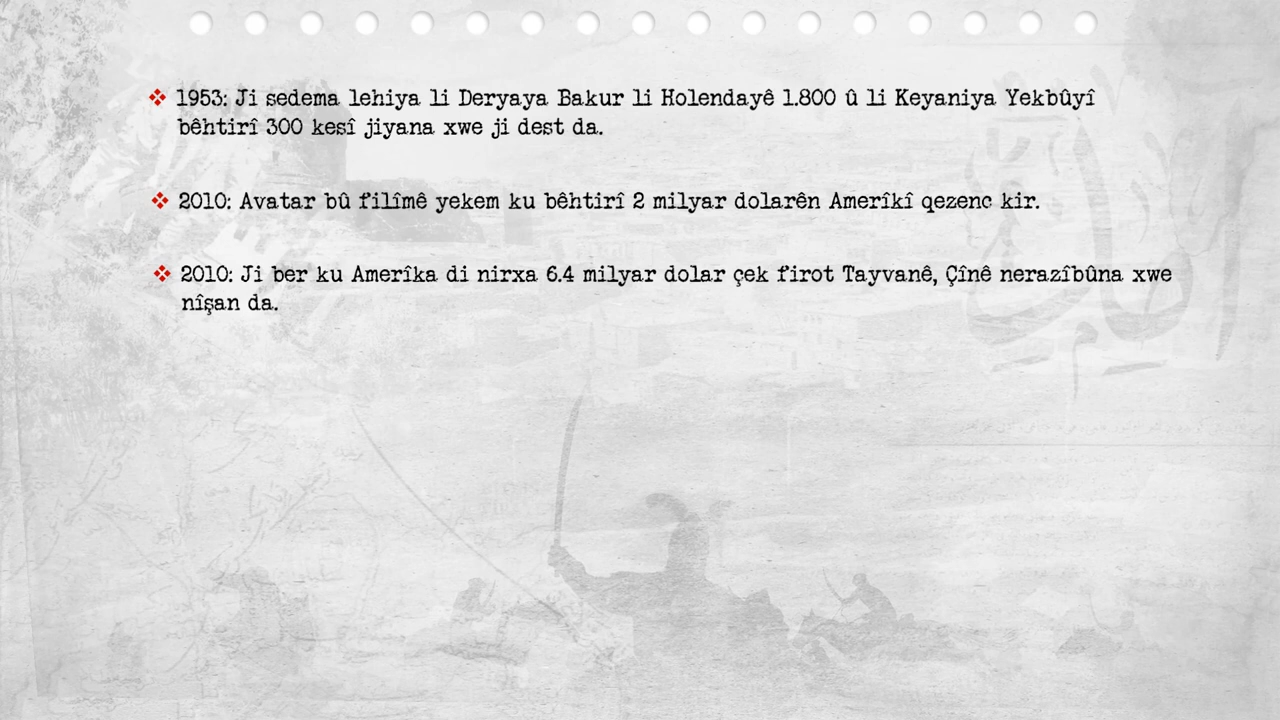 1953: Ji sedema lehiya li Deryaya Bakur li Holendayê 1.800 û li Keyaniya Yekbûyî
bêhtirî 300 kesî jiyana xwe ji dest da.
2010: Avatar bû filîmê yekem ku bêhtirî 2 milyar dolarên Amerîkî qezenc kir.
2010: Ji ber ku Amerîka di nirxa 6.4 milyar dolar çek firot Tayvanê, Çînê nerazîbûna xwe
nîşan da.